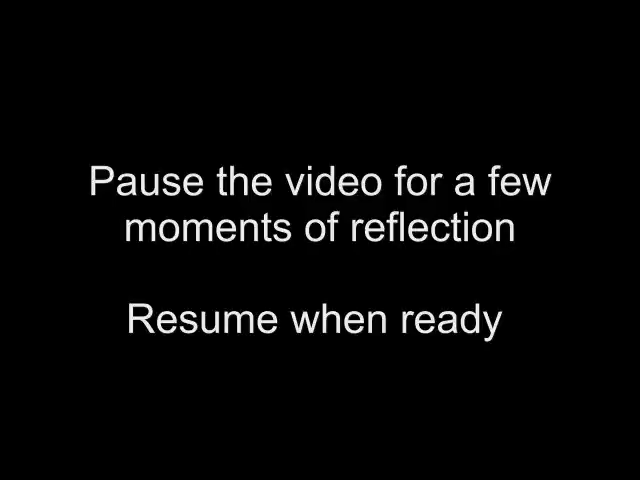 Pause the video for a few
moments of reflection
Resume when ready